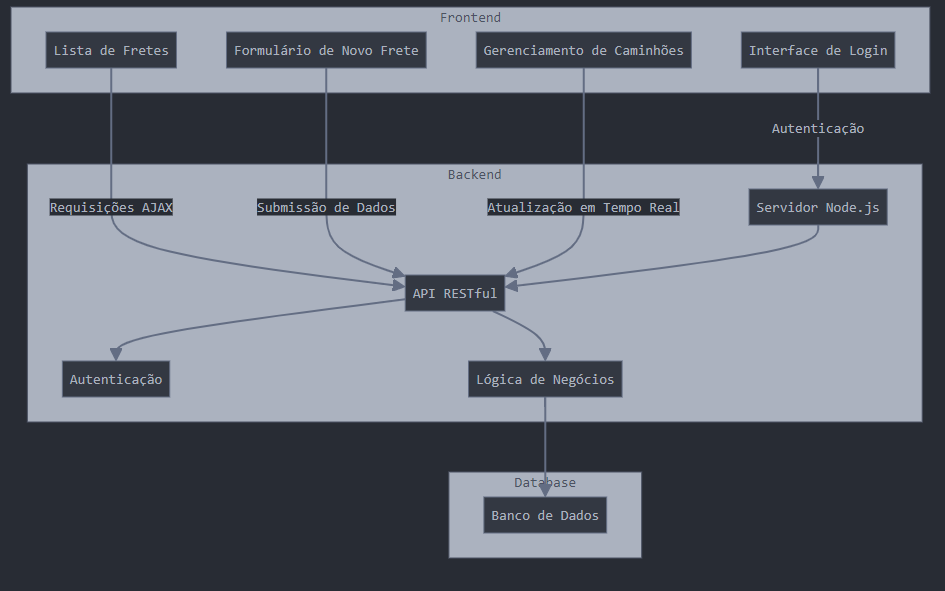 Frontend
Lista de Fretes
Formulário de Novo Frete
Gerenciamento de Caminhões
Interface de Login
Autenticação
Backend
Requisições AJAX
Submissão de Dados
Atualização em Tempo Real
Servidor Node.js
API RESTful
Autenticação
Lógica de Negócios
Database
Banco de Dados